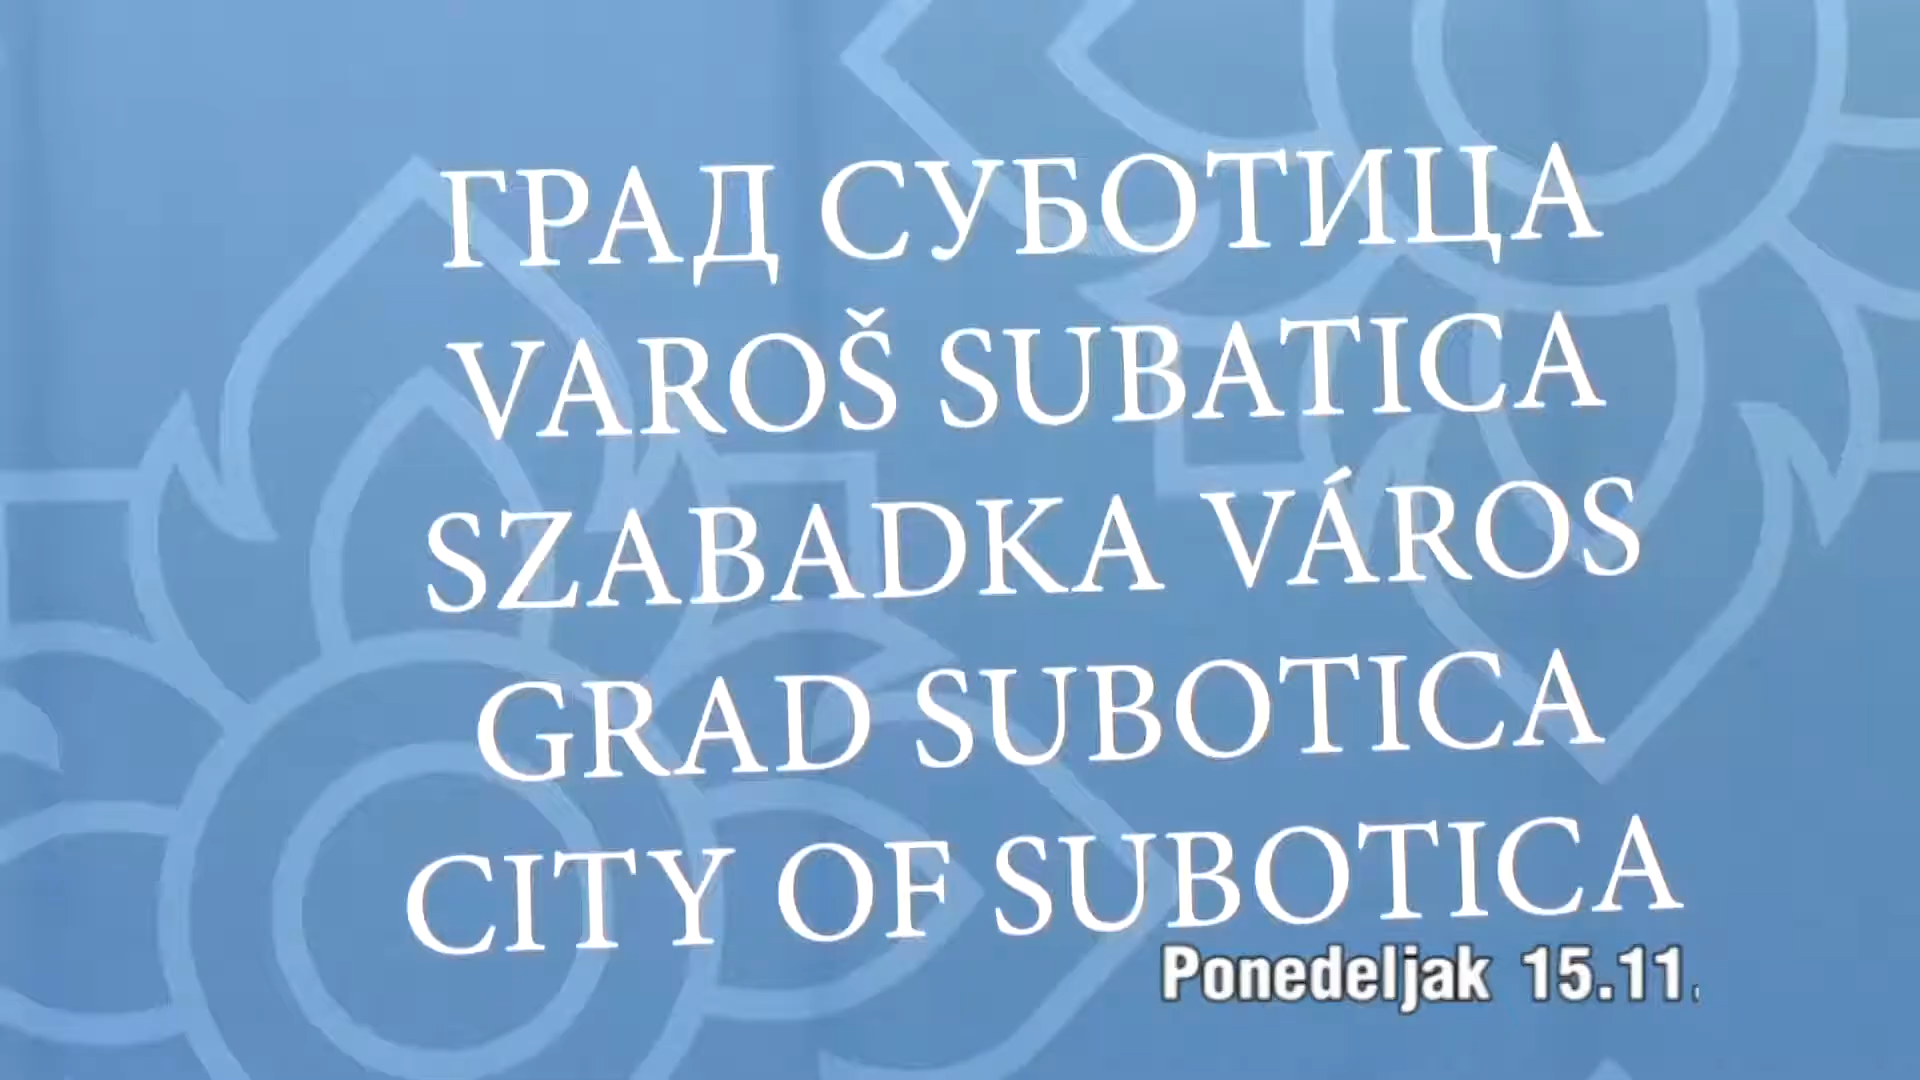 ГРАД СУБОТИЦА
VAROŠ SUBATICA
SZABADKA VÁROS
GRAD SUBOTICA
CITY OF SUBOTICA
Ponedeljak 15.11.